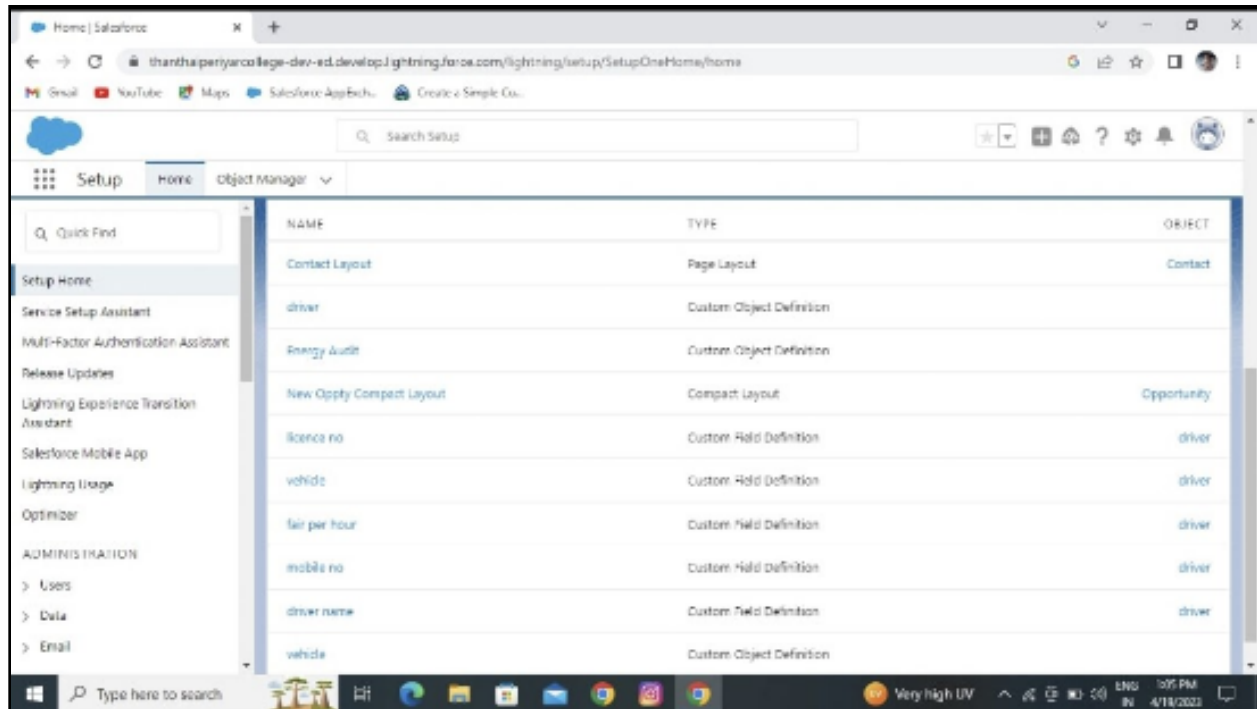 Home | Salesforce
thanthaiperiyarcollege-dev-ed.develop.lightning.force.com/lightning/setup/SetupOneHome/home
Gmail YouTube Maps Salesforce AppExch... Create a Simple Cu...
Search Setup
Setup Home Object Manager
Quick Find
Setup Home
Service Setup Assistant
Multi-Factor Authentication Assistant
Release Updates
Lightning Experience Transition
Assistant
Salesforce Mobile App
Lightning Usage
Optimizer
ADMINISTRATION
> Users
> Data
> Email
NAME TYPE OBJECT
Contact Layout Page Layout Contact
driver Custom Object Definition
Energy Audit Custom Object Definition
New Oppty Compact Layout Compact Layout Opportunity
licence no Custom Field Definition driver
vehicle Custom Field Definition driver
fair per hour Custom Field Definition driver
mobile no Custom Field Definition driver
driver name Custom Field Definition driver
vehicle Custom Object Definition
Type here to search
Very high UV
ENG 1:05 PM
IN 4/19/2023